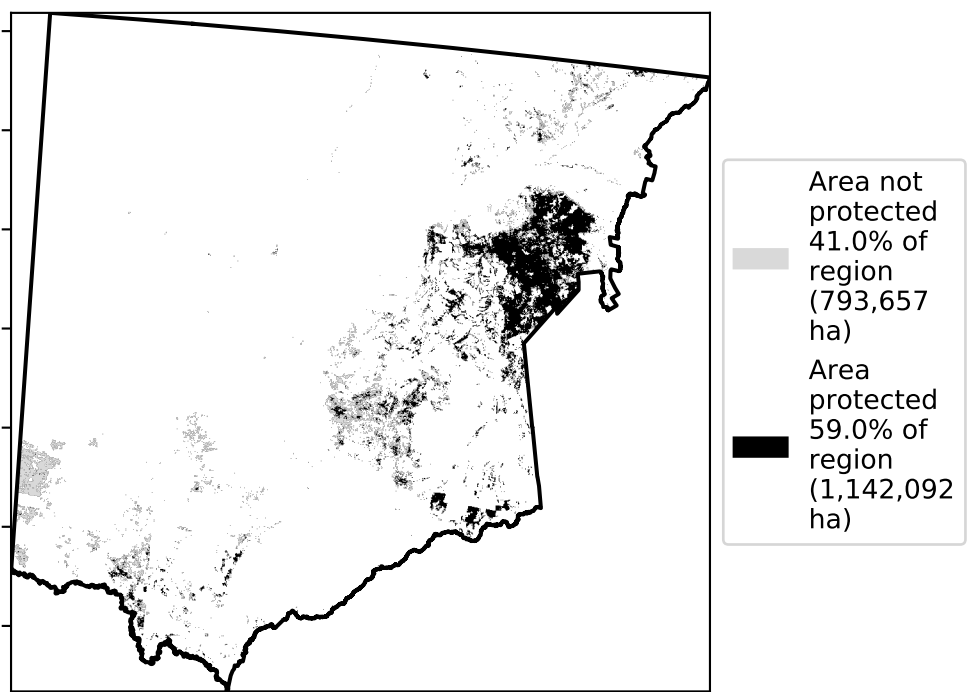 Area not
protected
41.0% of
region
(793,657
ha)
Area
protected
59.0% of
region
(1,142,092
ha)